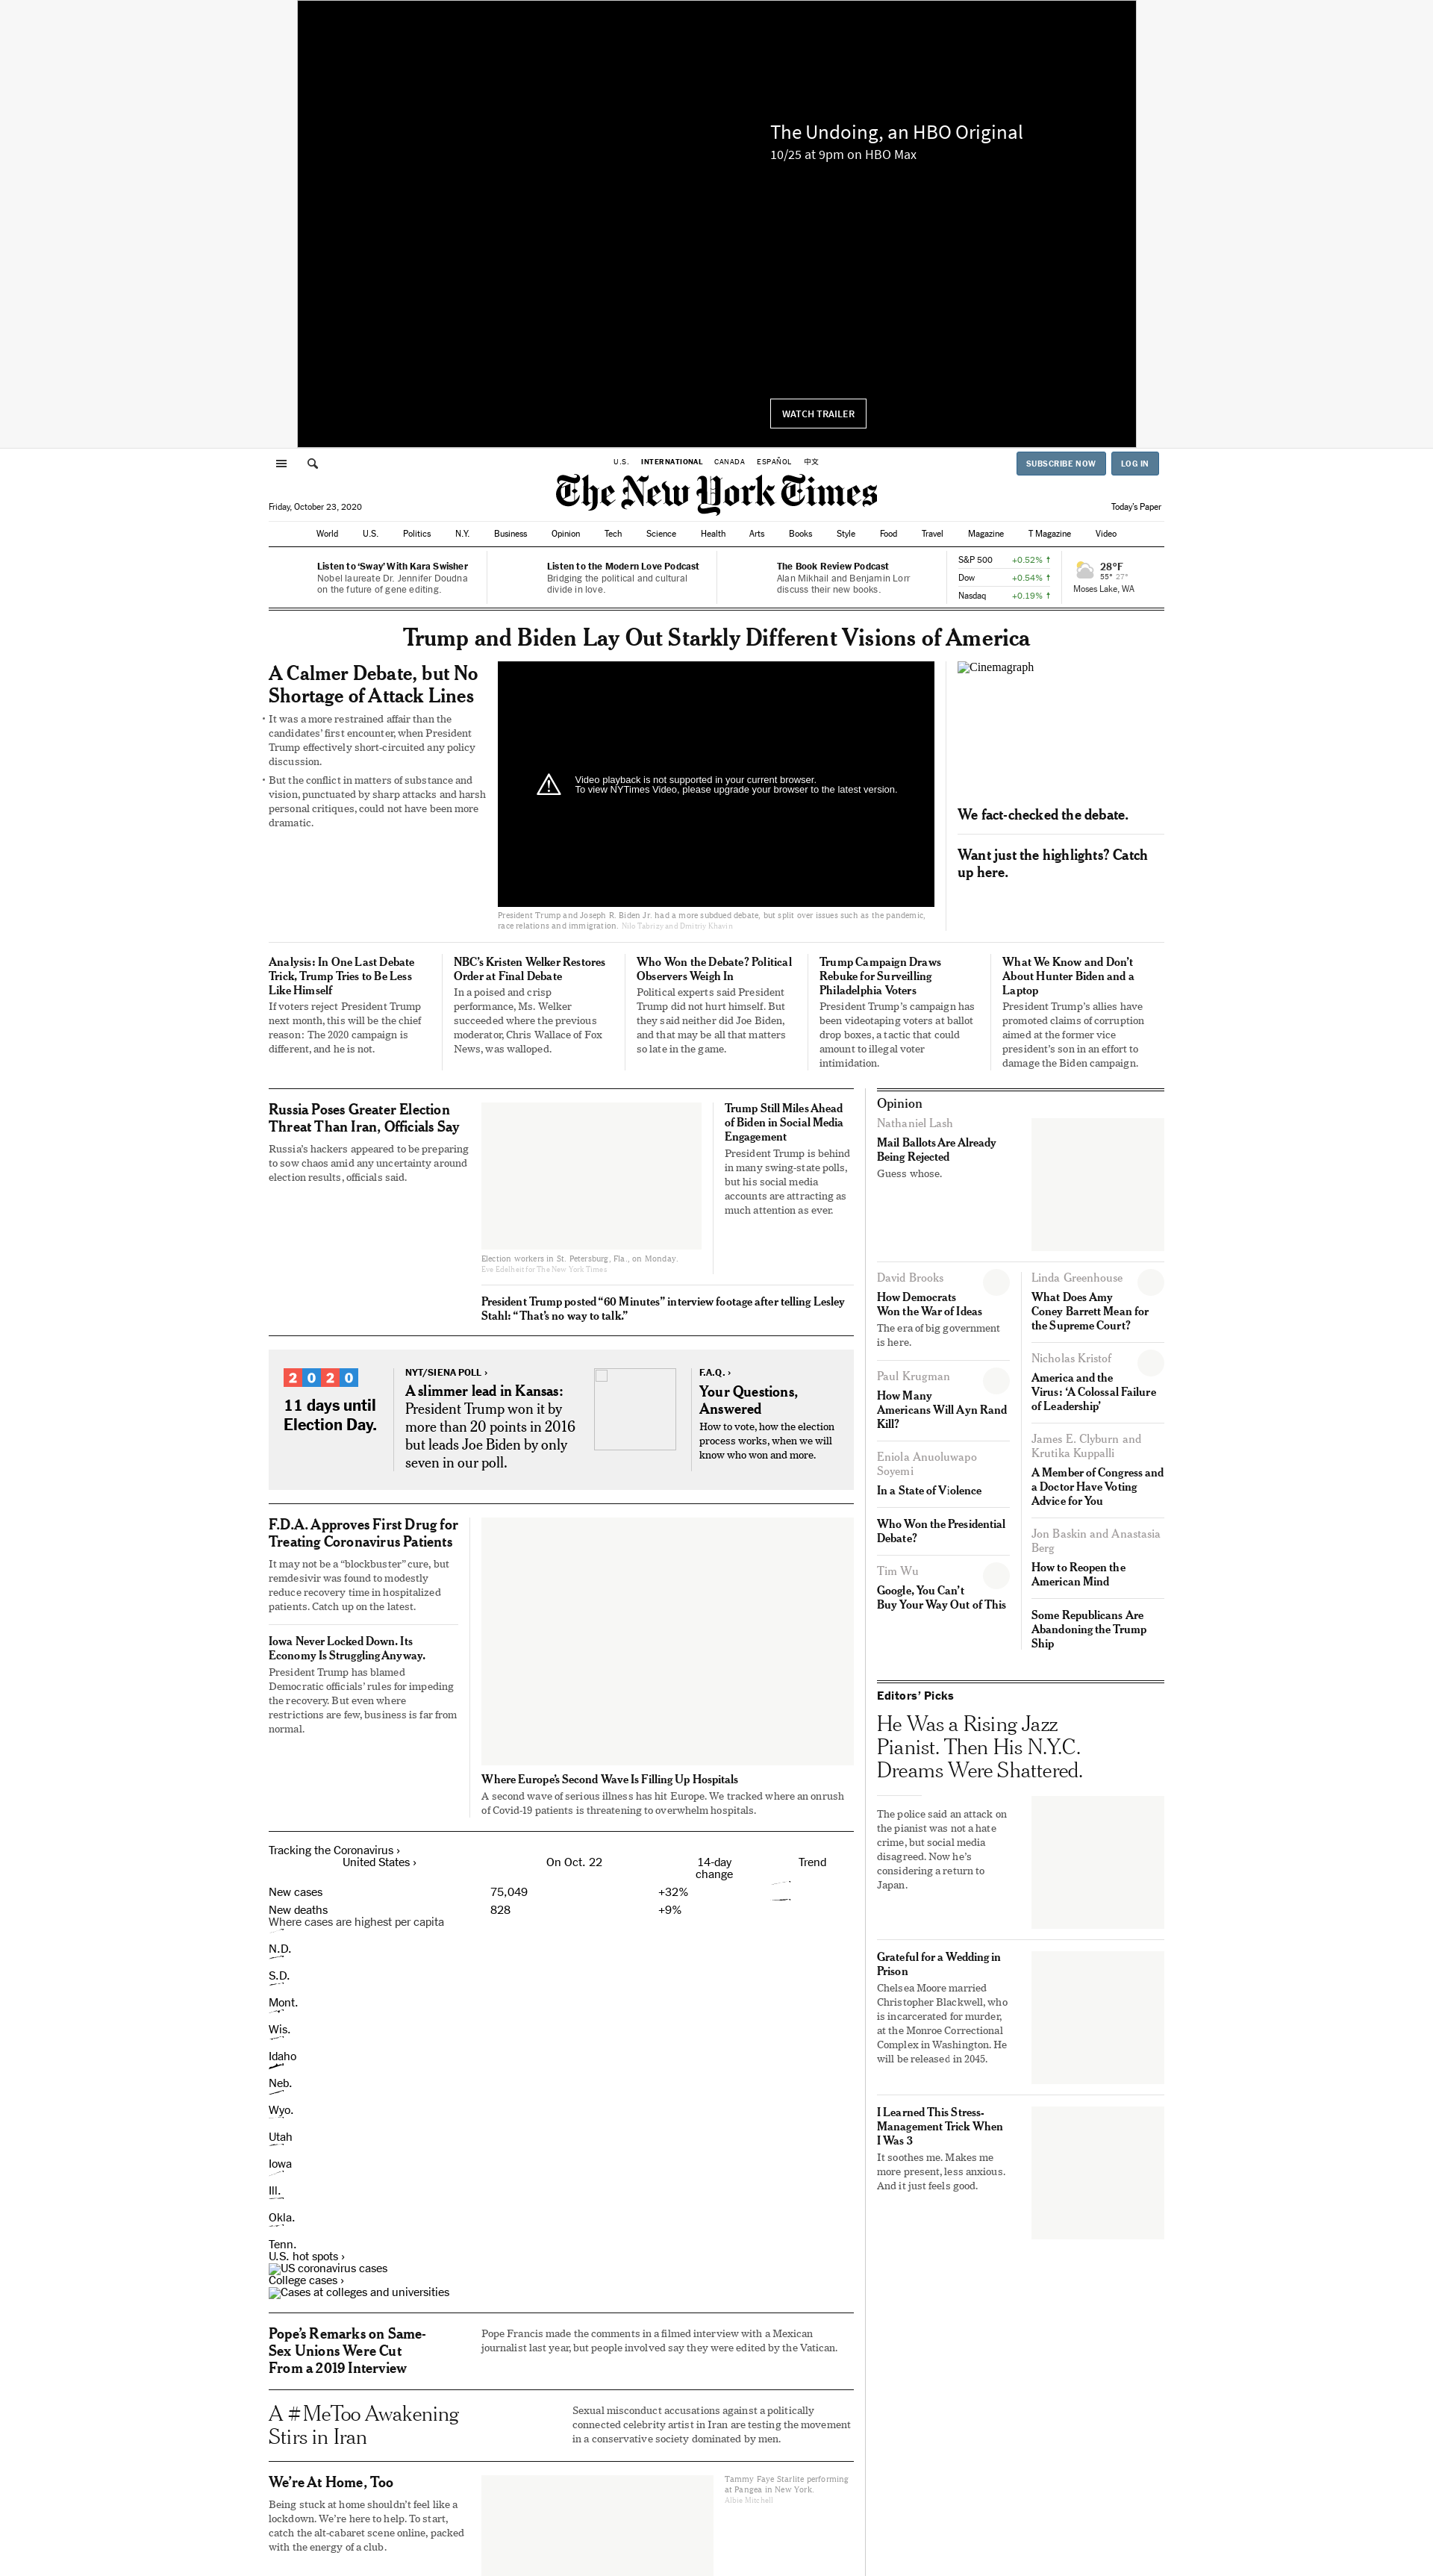 The Undoing, an HBO Original
10/25 at 9pm on HBO Max
WATCH TRAILER
U.S. INTERNATIONAL CANADA ESPAÑOL 中文
SUBSCRIBE NOW LOG IN
The New York Times
Friday, October 23, 2020
Today's Paper
World U.S. Politics N.Y. Business Opinion Tech Science Health Arts Books Style Food Travel Magazine T Magazine Video
Listen to ‘Sway’ With Kara Swisher
Nobel laureate Dr. Jennifer Doudna
on the future of gene editing.
Listen to the Modern Love Podcast
Bridging the political and cultural
divide in love.
The Book Review Podcast
Alan Mikhail and Benjamin Lorr
discuss their new books.
S&P 500 +0.52% ↑
Dow +0.54% ↑
Nasdaq +0.19% ↑
28°F
55° 27°
Moses Lake, WA
Trump and Biden Lay Out Starkly Different Visions of America
A Calmer Debate, but No
Shortage of Attack Lines
• It was a more restrained affair than the
candidates’ first encounter, when President
Trump effectively short-circuited any policy
discussion.
• But the conflict in matters of substance and
vision, punctuated by sharp attacks and harsh
personal critiques, could not have been more
dramatic.
Video playback is not supported in your current browser.
To view NYTimes Video, please upgrade your browser to the latest version.
President Trump and Joseph R. Biden Jr. had a more subdued debate, but split over issues such as the pandemic,
race relations and immigration. Nilo Tabrizy and Dmitriy Khavin
Cinemagraph
We fact-checked the debate.
Want just the highlights? Catch
up here.
Analysis: In One Last Debate
Trick, Trump Tries to Be Less
Like Himself
If voters reject President Trump
next month, this will be the chief
reason: The 2020 campaign is
different, and he is not.
NBC’s Kristen Welker Restores
Order at Final Debate
In a poised and crisp
performance, Ms. Welker
succeeded where the previous
moderator, Chris Wallace of Fox
News, was walloped.
Who Won the Debate? Political
Observers Weigh In
Political experts said President
Trump did not hurt himself. But
they said neither did Joe Biden,
and that may be all that matters
so late in the game.
Trump Campaign Draws
Rebuke for Surveilling
Philadelphia Voters
President Trump’s campaign has
been videotaping voters at ballot
drop boxes, a tactic that could
amount to illegal voter
intimidation.
What We Know and Don’t
About Hunter Biden and a
Laptop
President Trump’s allies have
promoted claims of corruption
aimed at the former vice
president’s son in an effort to
damage the Biden campaign.
Russia Poses Greater Election
Threat Than Iran, Officials Say
Russia’s hackers appeared to be preparing
to sow chaos amid any uncertainty around
election results, officials said.
Election workers in St. Petersburg, Fla., on Monday.
Eve Edelheit for The New York Times
Trump Still Miles Ahead
of Biden in Social Media
Engagement
President Trump is behind
in many swing-state polls,
but his social media
accounts are attracting as
much attention as ever.
President Trump posted “60 Minutes” interview footage after telling Lesley
Stahl: “That’s no way to talk.”
2020
11 days until
Election Day.
NYT/SIENA POLL ›
A slimmer lead in Kansas:
President Trump won it by
more than 20 points in 2016
but leads Joe Biden by only
seven in our poll.
F.A.Q. ›
Your Questions,
Answered
How to vote, how the election
process works, when we will
know who won and more.
F.D.A. Approves First Drug for
Treating Coronavirus Patients
It may not be a “blockbuster” cure, but
remdesivir was found to modestly
reduce recovery time in hospitalized
patients. Catch up on the latest.
Iowa Never Locked Down. Its
Economy Is Struggling Anyway.
President Trump has blamed
Democratic officials’ rules for impeding
the recovery. But even where
restrictions are few, business is far from
normal.
Where Europe’s Second Wave Is Filling Up Hospitals
A second wave of serious illness has hit Europe. We tracked where an onrush
of Covid-19 patients is threatening to overwhelm hospitals.
Tracking the Coronavirus ›
United States › On Oct. 22 14-day
change Trend
New cases 75,049 +32%
New deaths 828 +9%
Where cases are highest per capita
N.D.
S.D.
Mont.
Wis.
Idaho
Neb.
Wyo.
Utah
Iowa
Ill.
Okla.
Tenn.
U.S. hot spots ›
US coronavirus cases
College cases ›
Cases at colleges and universities
Pope’s Remarks on Same-
Sex Unions Were Cut
From a 2019 Interview
Pope Francis made the comments in a filmed interview with a Mexican
journalist last year, but people involved say they were edited by the Vatican.
A #MeToo Awakening
Stirs in Iran
Sexual misconduct accusations against a politically
connected celebrity artist in Iran are testing the movement
in a conservative society dominated by men.
We’re At Home, Too
Being stuck at home shouldn’t feel like a
lockdown. We’re here to help. To start,
catch the alt-cabaret scene online, packed
with the energy of a club.
Tammy Faye Starlite performing
at Pangea in New York.
Albie Mitchell
Opinion
Nathaniel Lash
Mail Ballots Are Already
Being Rejected
Guess whose.
David Brooks
How Democrats
Won the War of Ideas
The era of big government
is here.
Paul Krugman
How Many
Americans Will Ayn Rand
Kill?
Eniola Anuoluwapo
Soyemi
In a State of Violence
Who Won the Presidential
Debate?
Tim Wu
Google, You Can’t
Buy Your Way Out of This
Linda Greenhouse
What Does Amy
Coney Barrett Mean for
the Supreme Court?
Nicholas Kristof
America and the
Virus: ‘A Colossal Failure
of Leadership’
James E. Clyburn and
Krutika Kuppalli
A Member of Congress and
a Doctor Have Voting
Advice for You
Jon Baskin and Anastasia
Berg
How to Reopen the
American Mind
Some Republicans Are
Abandoning the Trump
Ship
Editors’ Picks
He Was a Rising Jazz
Pianist. Then His N.Y.C.
Dreams Were Shattered.
The police said an attack on
the pianist was not a hate
crime, but social media
disagreed. Now he’s
considering a return to
Japan.
Grateful for a Wedding in
Prison
Chelsea Moore married
Christopher Blackwell, who
is incarcerated for murder,
at the Monroe Correctional
Complex in Washington. He
will be released in 2045.
I Learned This Stress-
Management Trick When
I Was 3
It soothes me. Makes me
more present, less anxious.
And it just feels good.